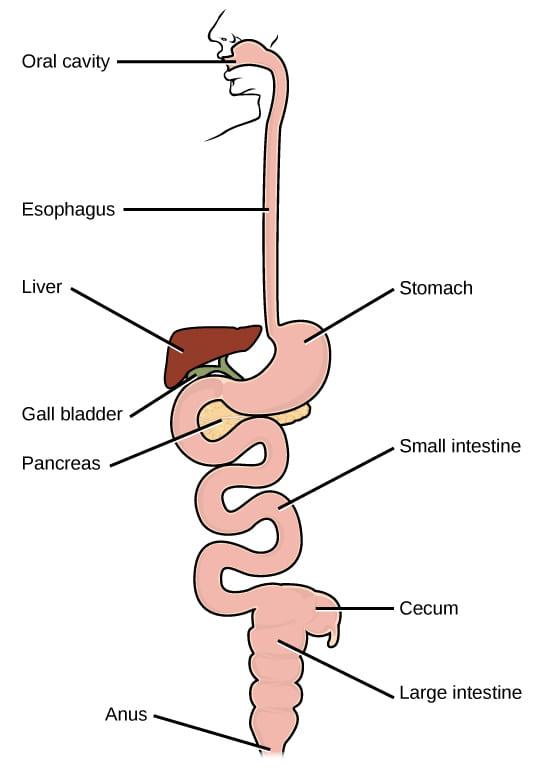 Oral cavity
Esophagus
Liver
Stomach
Gall bladder
Small intestine
Pancreas
Cecum
Large intestine
Anus